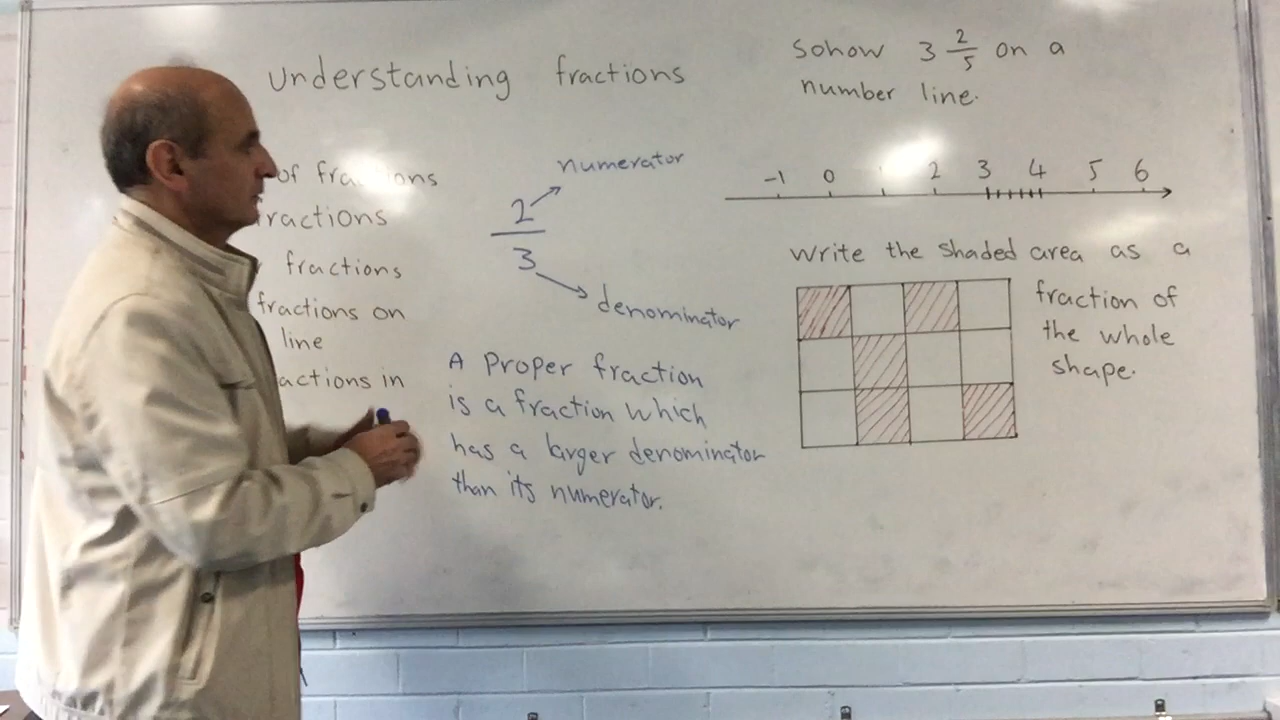 Understanding fractions
of fractions
fractions
fractions on
line
in
2
3
numerator
denominator
A Proper fraction
is a fraction which
has a larger denominator
than its numerator.
Sohow 3 2/5 on a
number line.
-1 0 2 3 4 5 6
Write the shaded area as a
fraction of
the whole
shape.